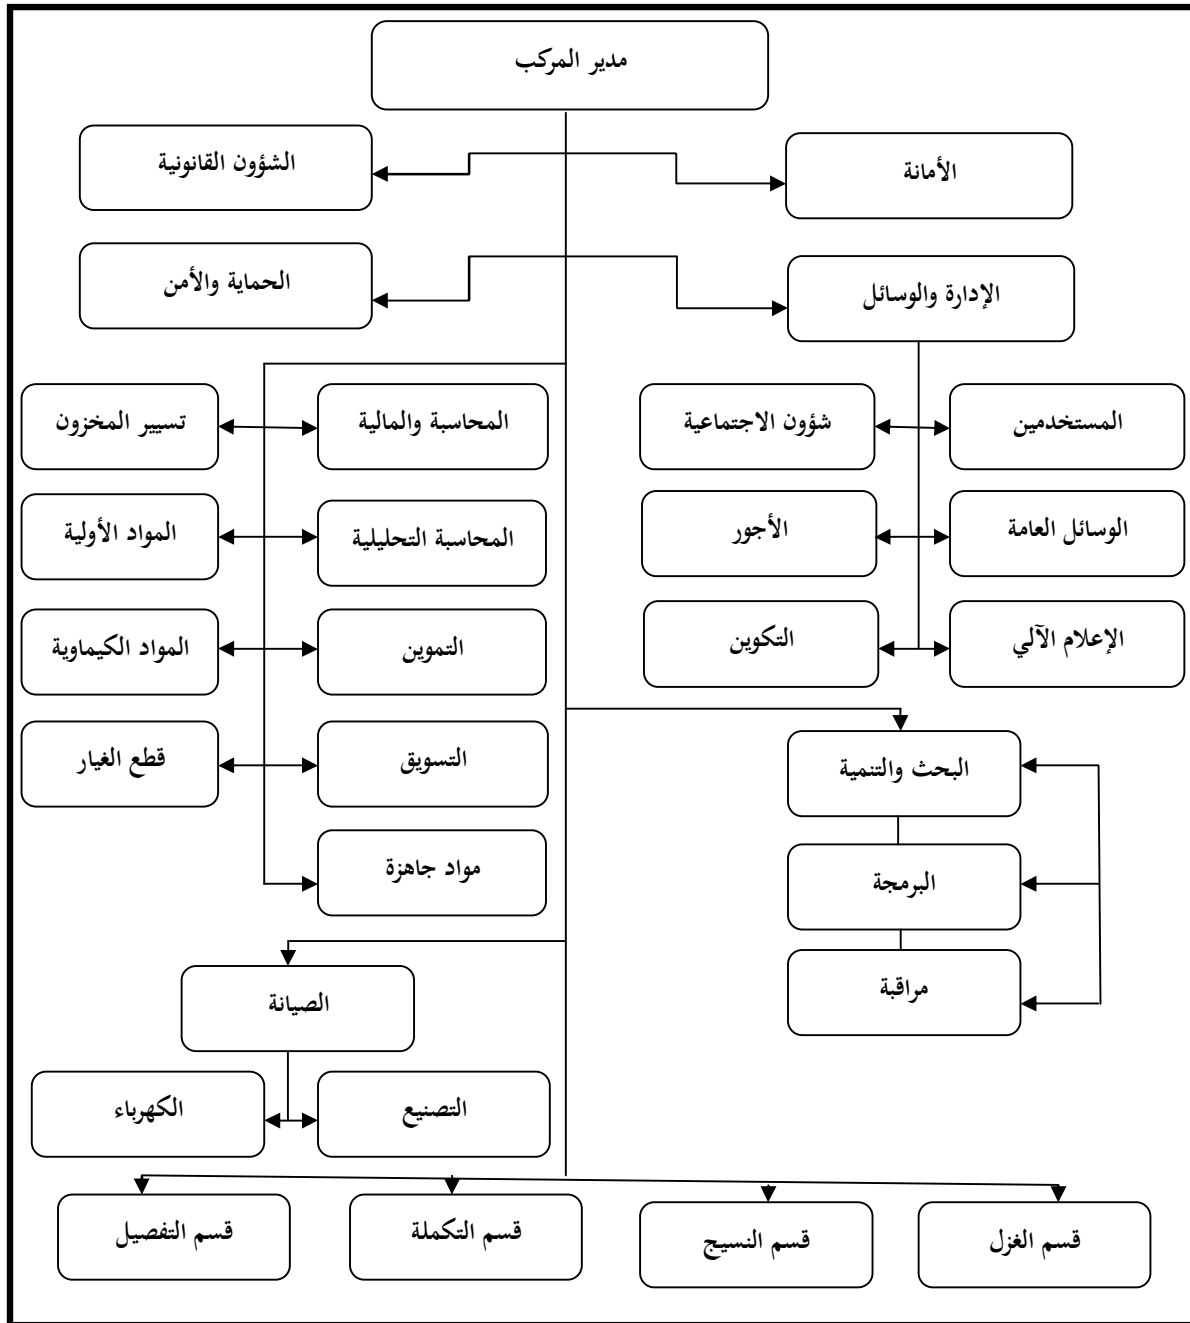 مدير المركب
الأمانة
الشؤون القانونية
الإدارة والوسائل
الحماية والأمن
المستخدمين
شؤون الاجتماعية
المحاسبة والمالية
تسيير المخزون
الوسائل العامة
الأجور
المحاسبة التحليلية
المواد الأولية
الإعلام الآلي
التكوين
التموين
المواد الكيماوية
البحث والتنمية
التسويق
قطع الغيار
البرمجة
مواد جاهزة
مراقبة
الصيانة
التصنيع
الكهرباء
قسم الغزل
قسم النسيج
قسم التكملة
قسم التفصيل